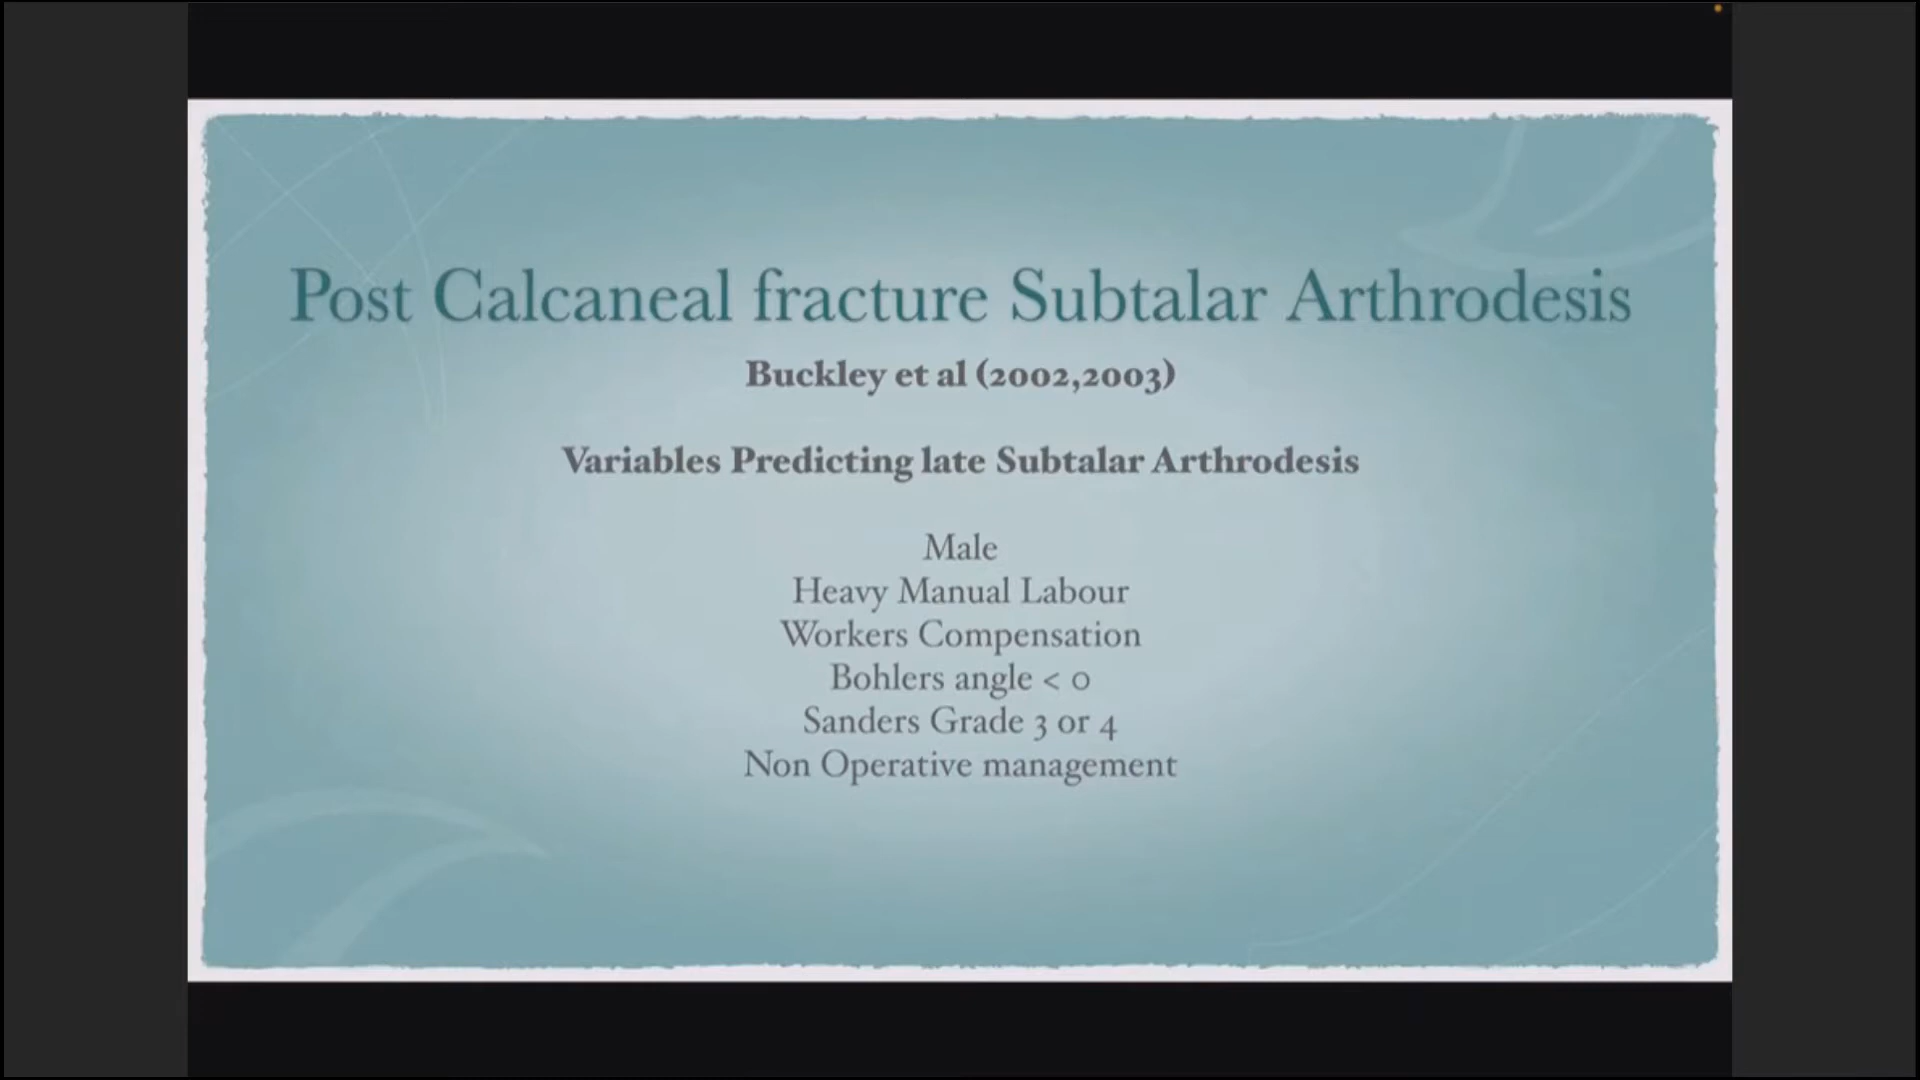 Post Calcaneal fracture Subtalar Arthrodesis
Buckley et al (2002,2003)
Variables Predicting late Subtalar Arthrodesis
Male
Heavy Manual Labour
Workers Compensation
Bohlers angle < 0
Sanders Grade 3 or 4
Non Operative management